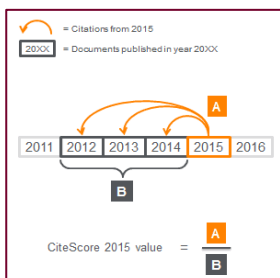 = Citations from 2015
20XX = Documents published in year 20XX
A
2011 2012 2013 2014 2015 2016
B
CiteScore 2015 value = A
B